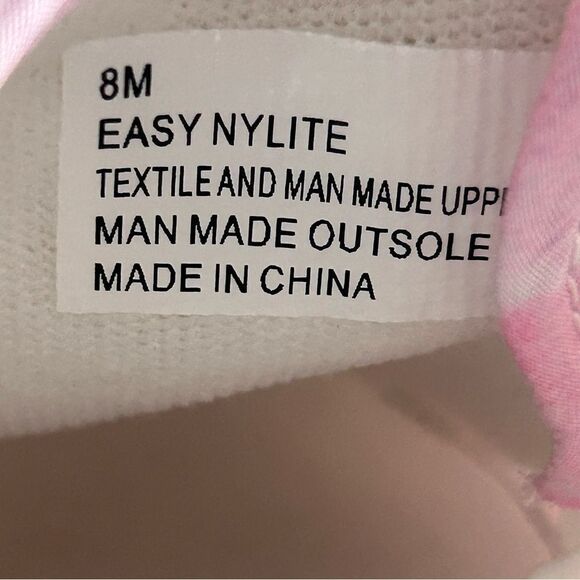 8M
EASY NYLITE
TEXTILE AND MAN MADE UPP
MAN MADE OUTSOLE
MADE IN CHINA